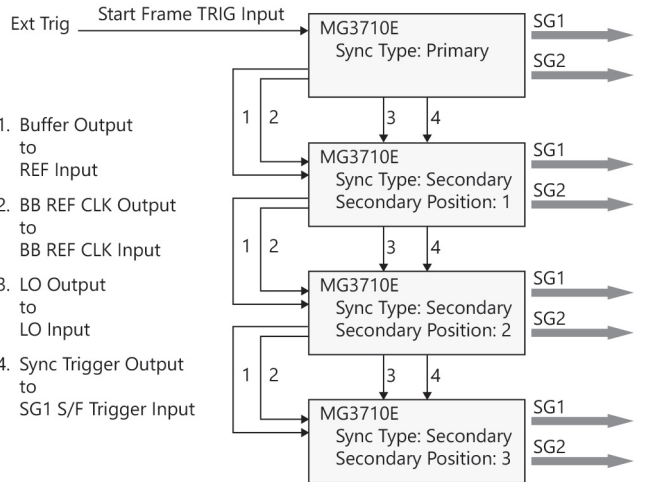 Ext Trig
Start Frame TRIG Input
MG3710E
Sync Type: Primary
SG1
SG2
1 2
3 4
1. Buffer Output
to
REF Input
2. BB REF CLK Output
to
BB REF CLK Input
3. LO Output
to
LO Input
4. Sync Trigger Output
to
SG1 S/F Trigger Input
MG3710E
Sync Type: Secondary
Secondary Position: 1
SG1
SG2
1 2
3 4
MG3710E
Sync Type: Secondary
Secondary Position: 2
SG1
SG2
1 2
3 4
MG3710E
Sync Type: Secondary
Secondary Position: 3
SG1
SG2